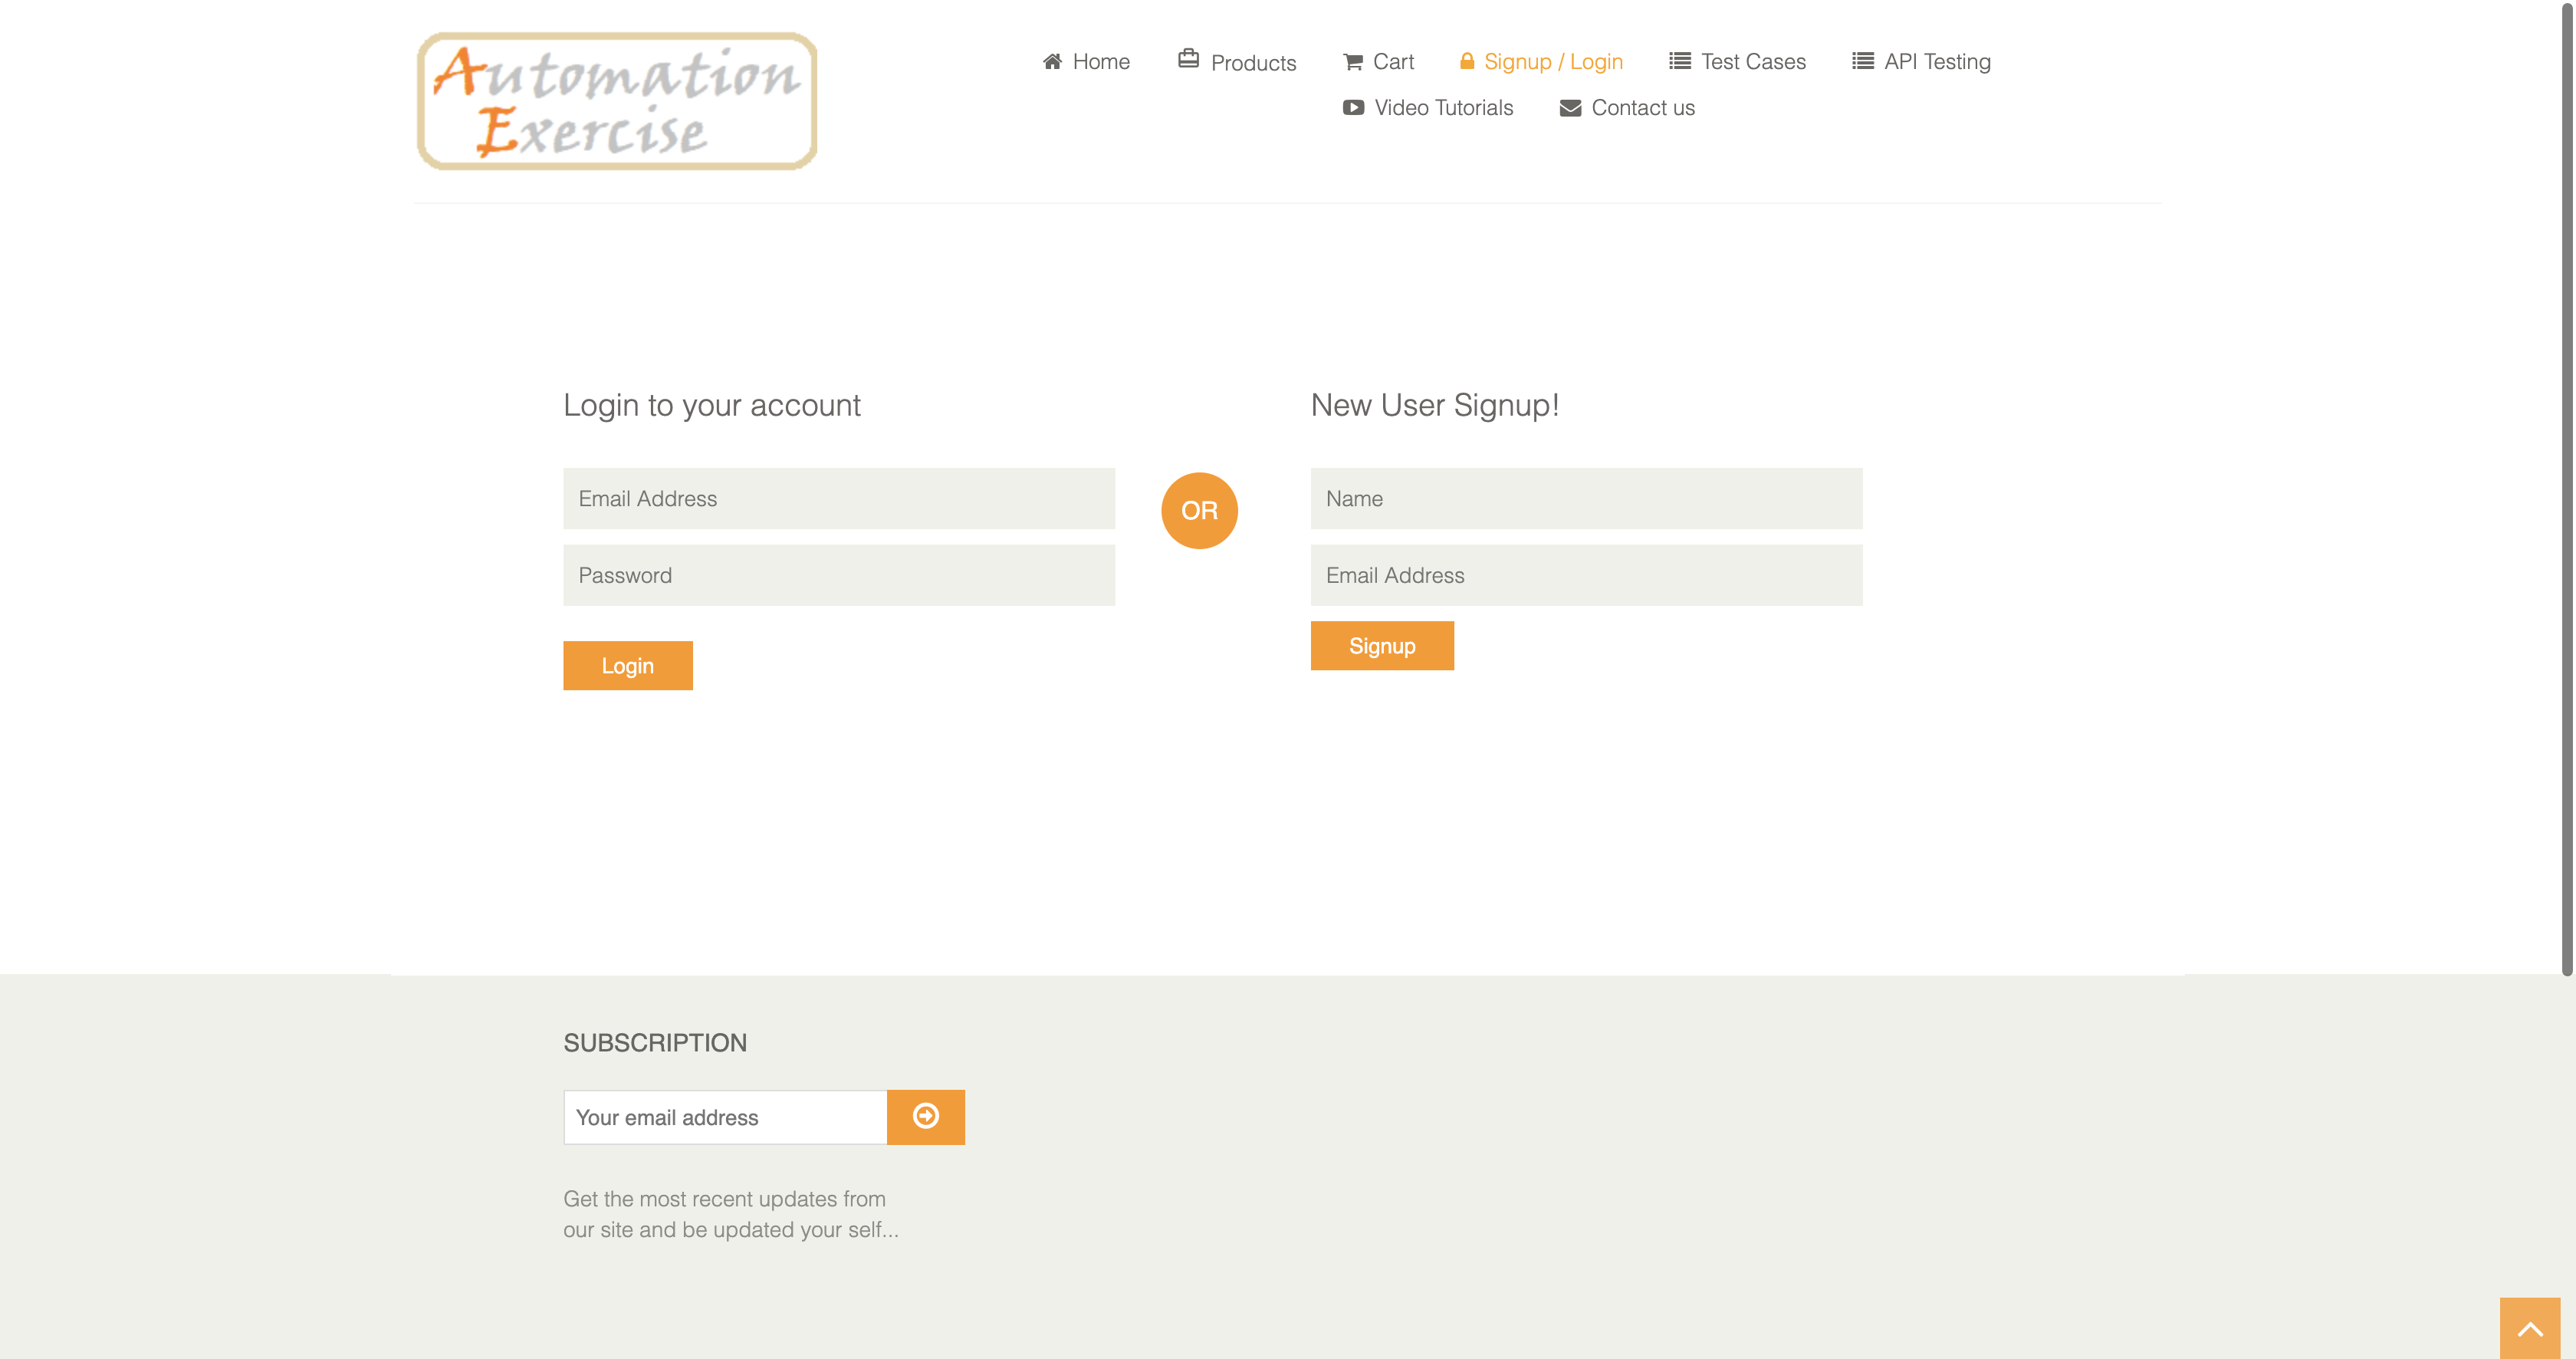 Automation
Exercise
Home Products Cart Signup / Login Test Cases API Testing
Video Tutorials Contact us
Login to your account
Email Address
Password
Login
OR
New User Signup!
Name
Email Address
Signup
SUBSCRIPTION
Your email address
Get the most recent updates from
our site and be updated your self...